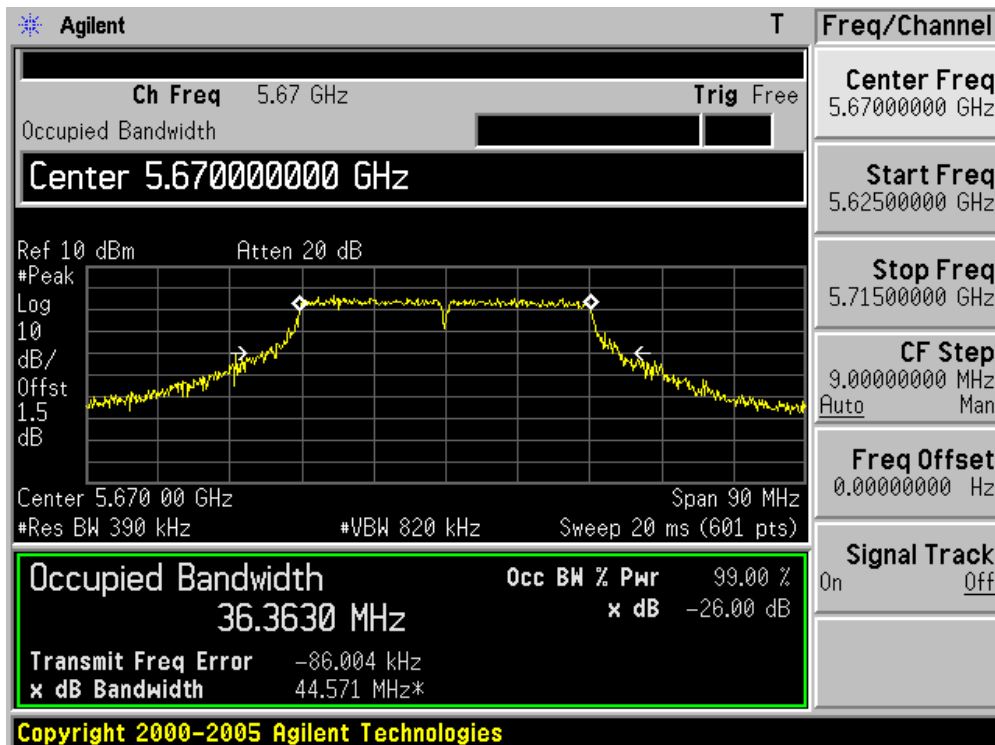 Agilent T
Ch Freq 5.67 GHz Trig Free
Occupied Bandwidth
Center 5.670000000 GHz
Ref 10 dBm Atten 20 dB
#Peak
Log
10
dB/
Offst
1.5
dB
Center 5.670 00 GHz Span 90 MHz
#Res BW 390 kHz #VBW 820 kHz Sweep 20 ms (601 pts)
Occupied Bandwidth Occ BW % Pwr 99.00 %
36.3630 MHz x dB -26.00 dB
Transmit Freq Error -86.004 kHz
x dB Bandwidth 44.571 MHz*
Copyright 2000-2005 Agilent Technologies
Freq/Channel
Center Freq
5.67000000 GHz
Start Freq
5.62500000 GHz
Stop Freq
5.71500000 GHz
CF Step
9.00000000 MHz
Auto Man
Freq Offset
0.00000000 Hz
Signal Track
On Off